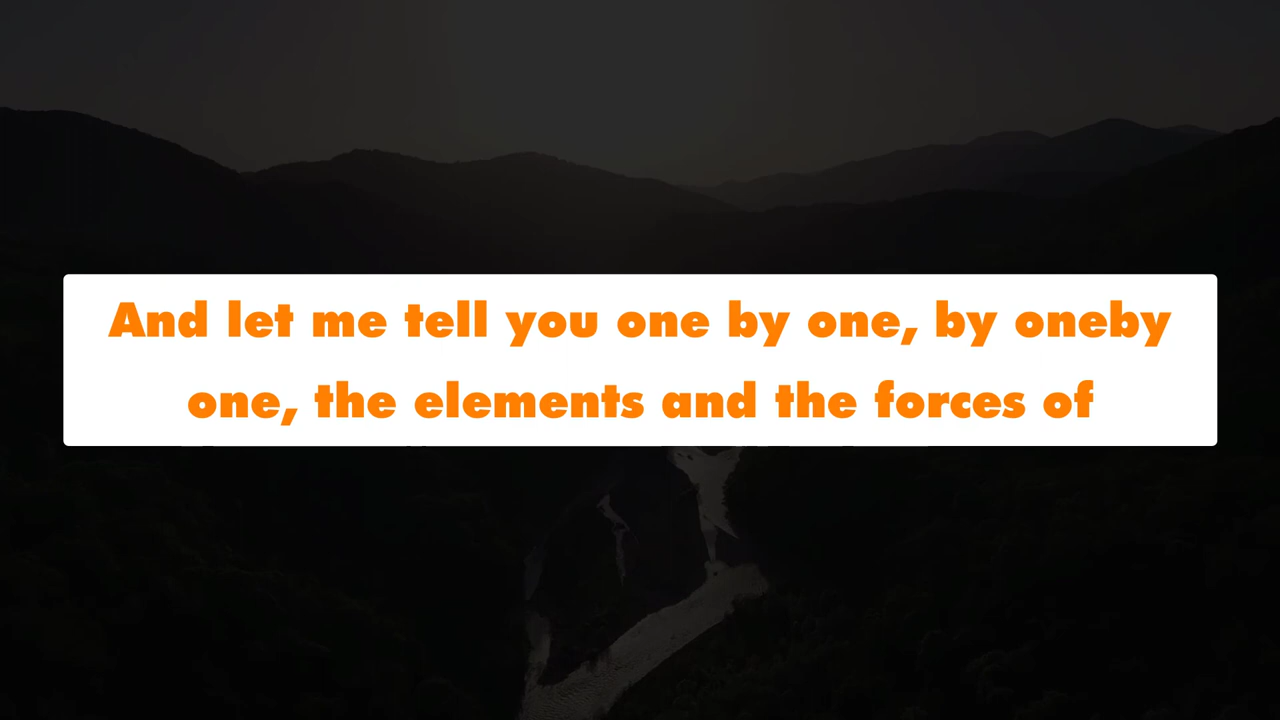 And let me tell you one by one, by oneby
one, the elements and the forces of